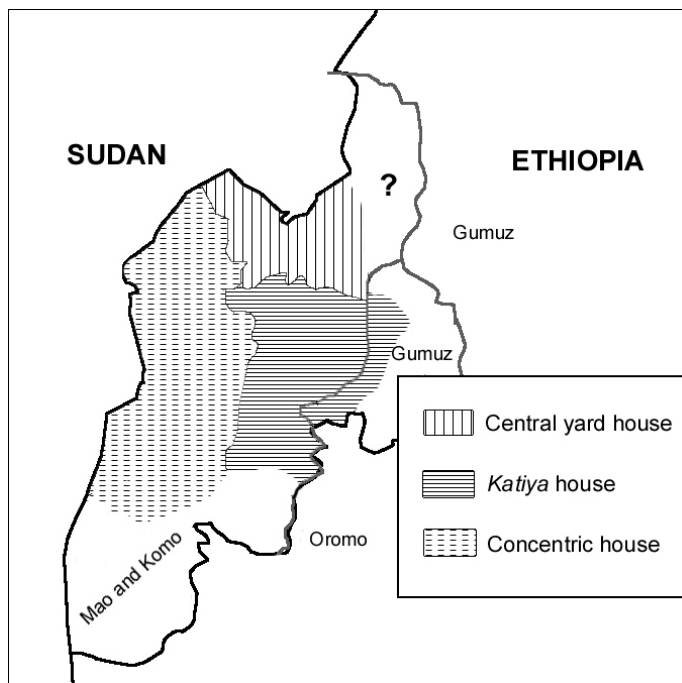 SUDAN
ETHIOPIA
?
Gumuz
Gumuz
Central yard house
Katiya house
Concentric house
Oromo
Mao and Komo